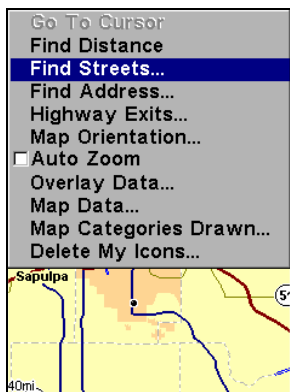 Go To Cursor
Find Distance
Find Streets...
Find Address...
Highway Exits...
Map Orientation...
Auto Zoom
Overlay Data...
Map Data...
Map Categories Drawn...
Delete My Icons...
Sapulpa
51
40mi